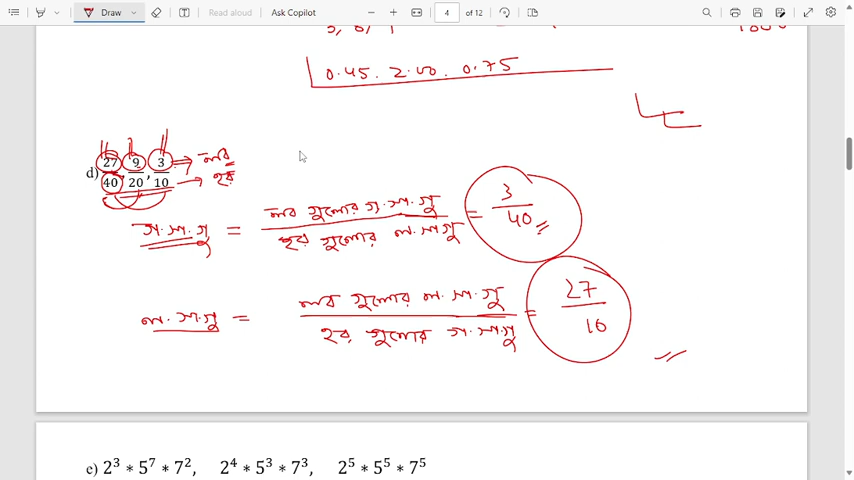 Draw
Read aloud
Ask Copilot
4 of 12
0.45. 2.00. 0.75
d) 27/40, 9/20, 3/10
লব
হর
গ.সা.গু = লব গুলোর গ.সা.গু / হর গুলোর ল.সা.গু = 3/40
ল.সা.গু = লব গুলোর ল.সা.গু / হর গুলোর গ.সা.গু = 27/10
e) 2³ * 5⁷ * 7², 2⁴ * 5³ * 7³, 2⁵ * 5⁵ * 7⁵